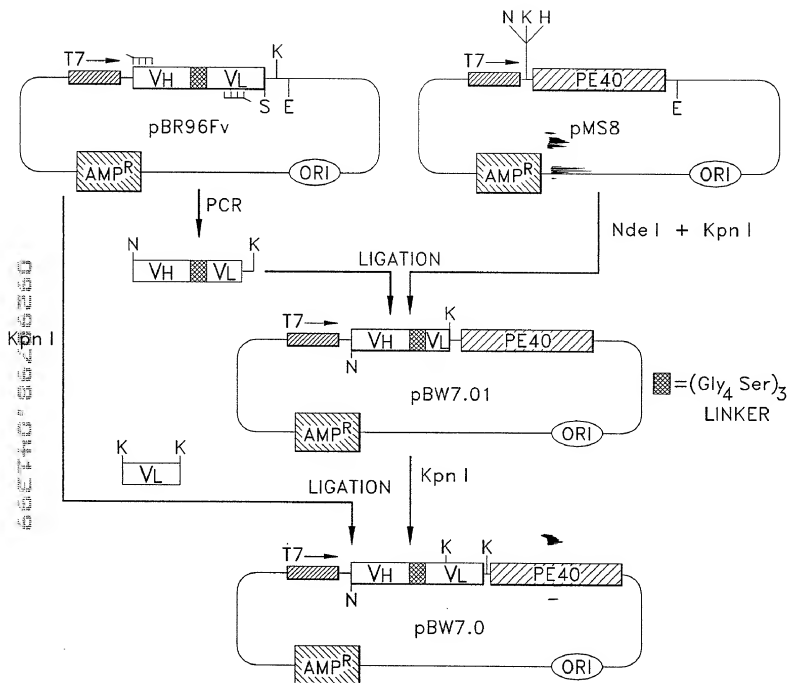 T7
VH
VL
K
S
E
pBR96Fv
AMPR
ORI
N K H
T7
PE40
E
pMS8
AMPR
ORI
PCR
Nde I + Kpn I
N
K
VH
VL
LIGATION
Kpn I
T7
VH
VL
K
PE40
N
pBW7.01
AMPR
ORI
=(Gly4 Ser)3
LINKER
K
K
VL
LIGATION
Kpn I
T7
K
K
VH
VL
PE40
N
pBW7.0
AMPR
ORI